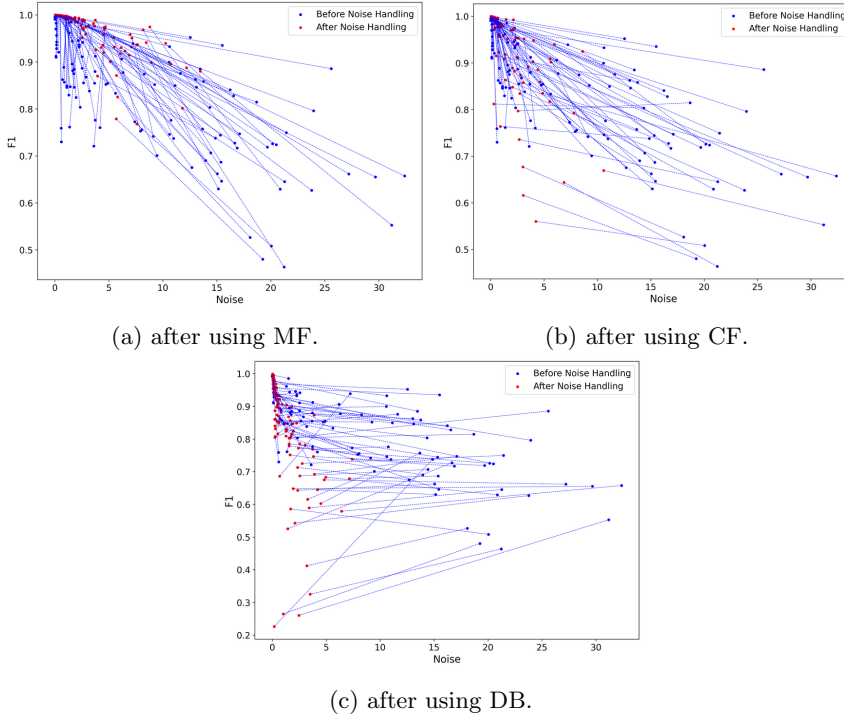 1.0
0.9
0.8
0.7
0.6
0.5
F1
0 5 10 15 20 25 30
Noise
Before Noise Handling
After Noise Handling
(a) after using MF.
1.0
0.9
0.8
0.7
0.6
0.5
F1
0 5 10 15 20 25 30
Noise
Before Noise Handling
After Noise Handling
(b) after using CF.
1.0
0.9
0.8
0.7
0.6
0.5
0.4
0.3
0.2
F1
0 5 10 15 20 25 30
Noise
Before Noise Handling
After Noise Handling
(c) after using DB.